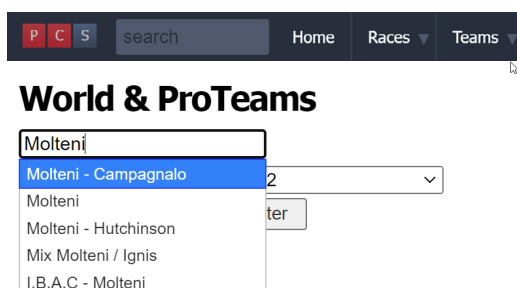 P C S search Home Races Teams
World & ProTeams
Molteni
Molteni - Campagnalo
2
Molteni
Molteni - Hutchinson
ter
Mix Molteni / Ignis
I.B.A.C - Molteni